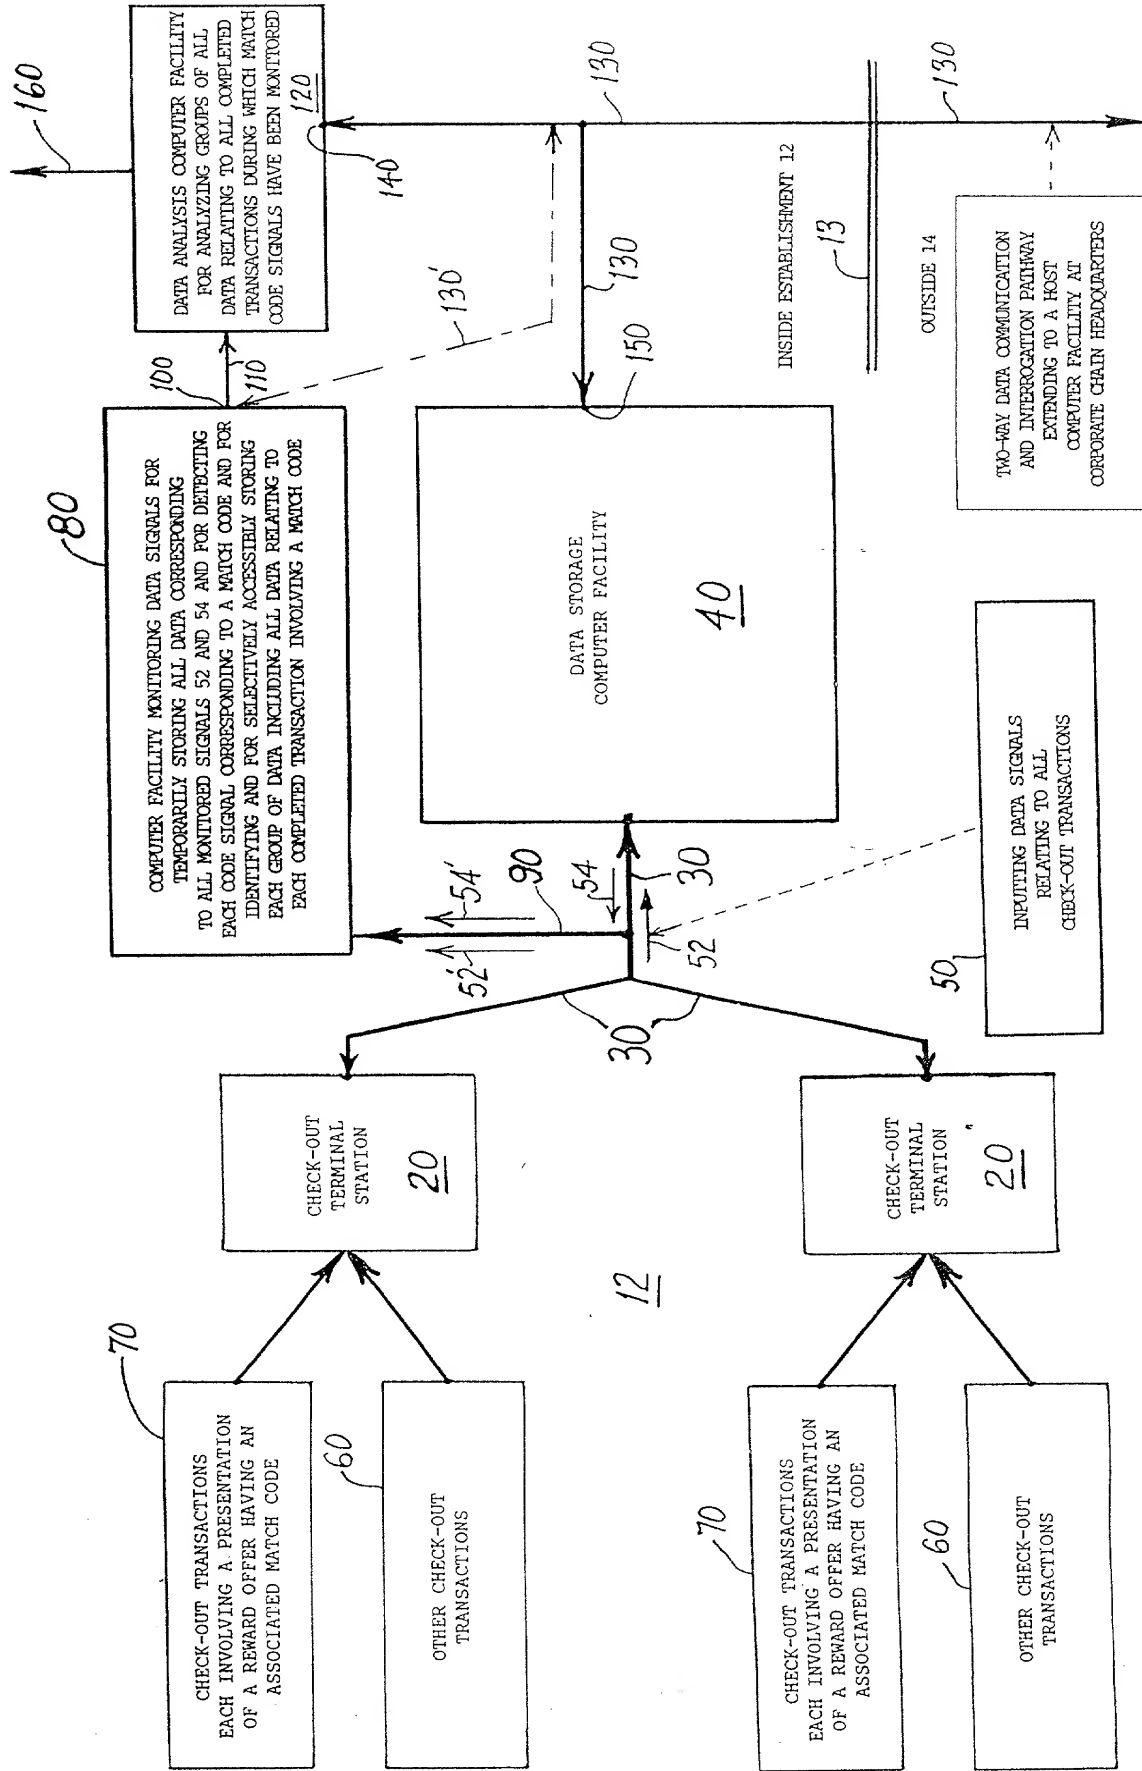 160
DATA ANALYSIS COMPUTER FACILITY
FOR ANALYZING GROUPS OF ALL
DATA RELATING TO ALL COMPLETED
TRANSACTIONS DURING WHICH MATCH
CODE SIGNALS HAVE BEEN MONITORED
120
140
130
130
130
130'
100
110
80
COMPUTER FACILITY MONITORING DATA SIGNALS FOR
TEMPORARILY STORING ALL DATA CORRESPONDING
TO ALL MONITORED SIGNALS 52 AND 54 AND FOR DETECTING
EACH CODE SIGNAL CORRESPONDING TO A MATCH CODE AND FOR
IDENTIFYING AND FOR SELECTIVELY ACCESSIBLY STORING
EACH GROUP OF DATA INCLUDING ALL DATA RELATING TO
EACH COMPLETED TRANSACTION INVOLVING A MATCH CODE
150
DATA STORAGE
COMPUTER FACILITY
40
INSIDE ESTABLISHMENT 12
13
OUTSIDE 14
TWO-WAY DATA COMMUNICATION
AND INTERROGATION PATHWAY
EXTENDING TO A HOST
COMPUTER FACILITY AT
CORPORATE CHAIN HEADQUARTERS
52'
54'
90
54
30
52
30
50
INPUTTING DATA SIGNALS
RELATING TO ALL
CHECK-OUT TRANSACTIONS
CHECK-OUT
TERMINAL
STATION
20
CHECK-OUT
TERMINAL
STATION
20
12
70
CHECK-OUT TRANSACTIONS
EACH INVOLVING A PRESENTATION
OF A REWARD OFFER HAVING AN
ASSOCIATED MATCH CODE
60
OTHER CHECK-OUT
TRANSACTIONS
70
CHECK-OUT TRANSACTIONS
EACH INVOLVING A PRESENTATION
OF A REWARD OFFER HAVING AN
ASSOCIATED MATCH CODE
60
OTHER CHECK-OUT
TRANSACTIONS